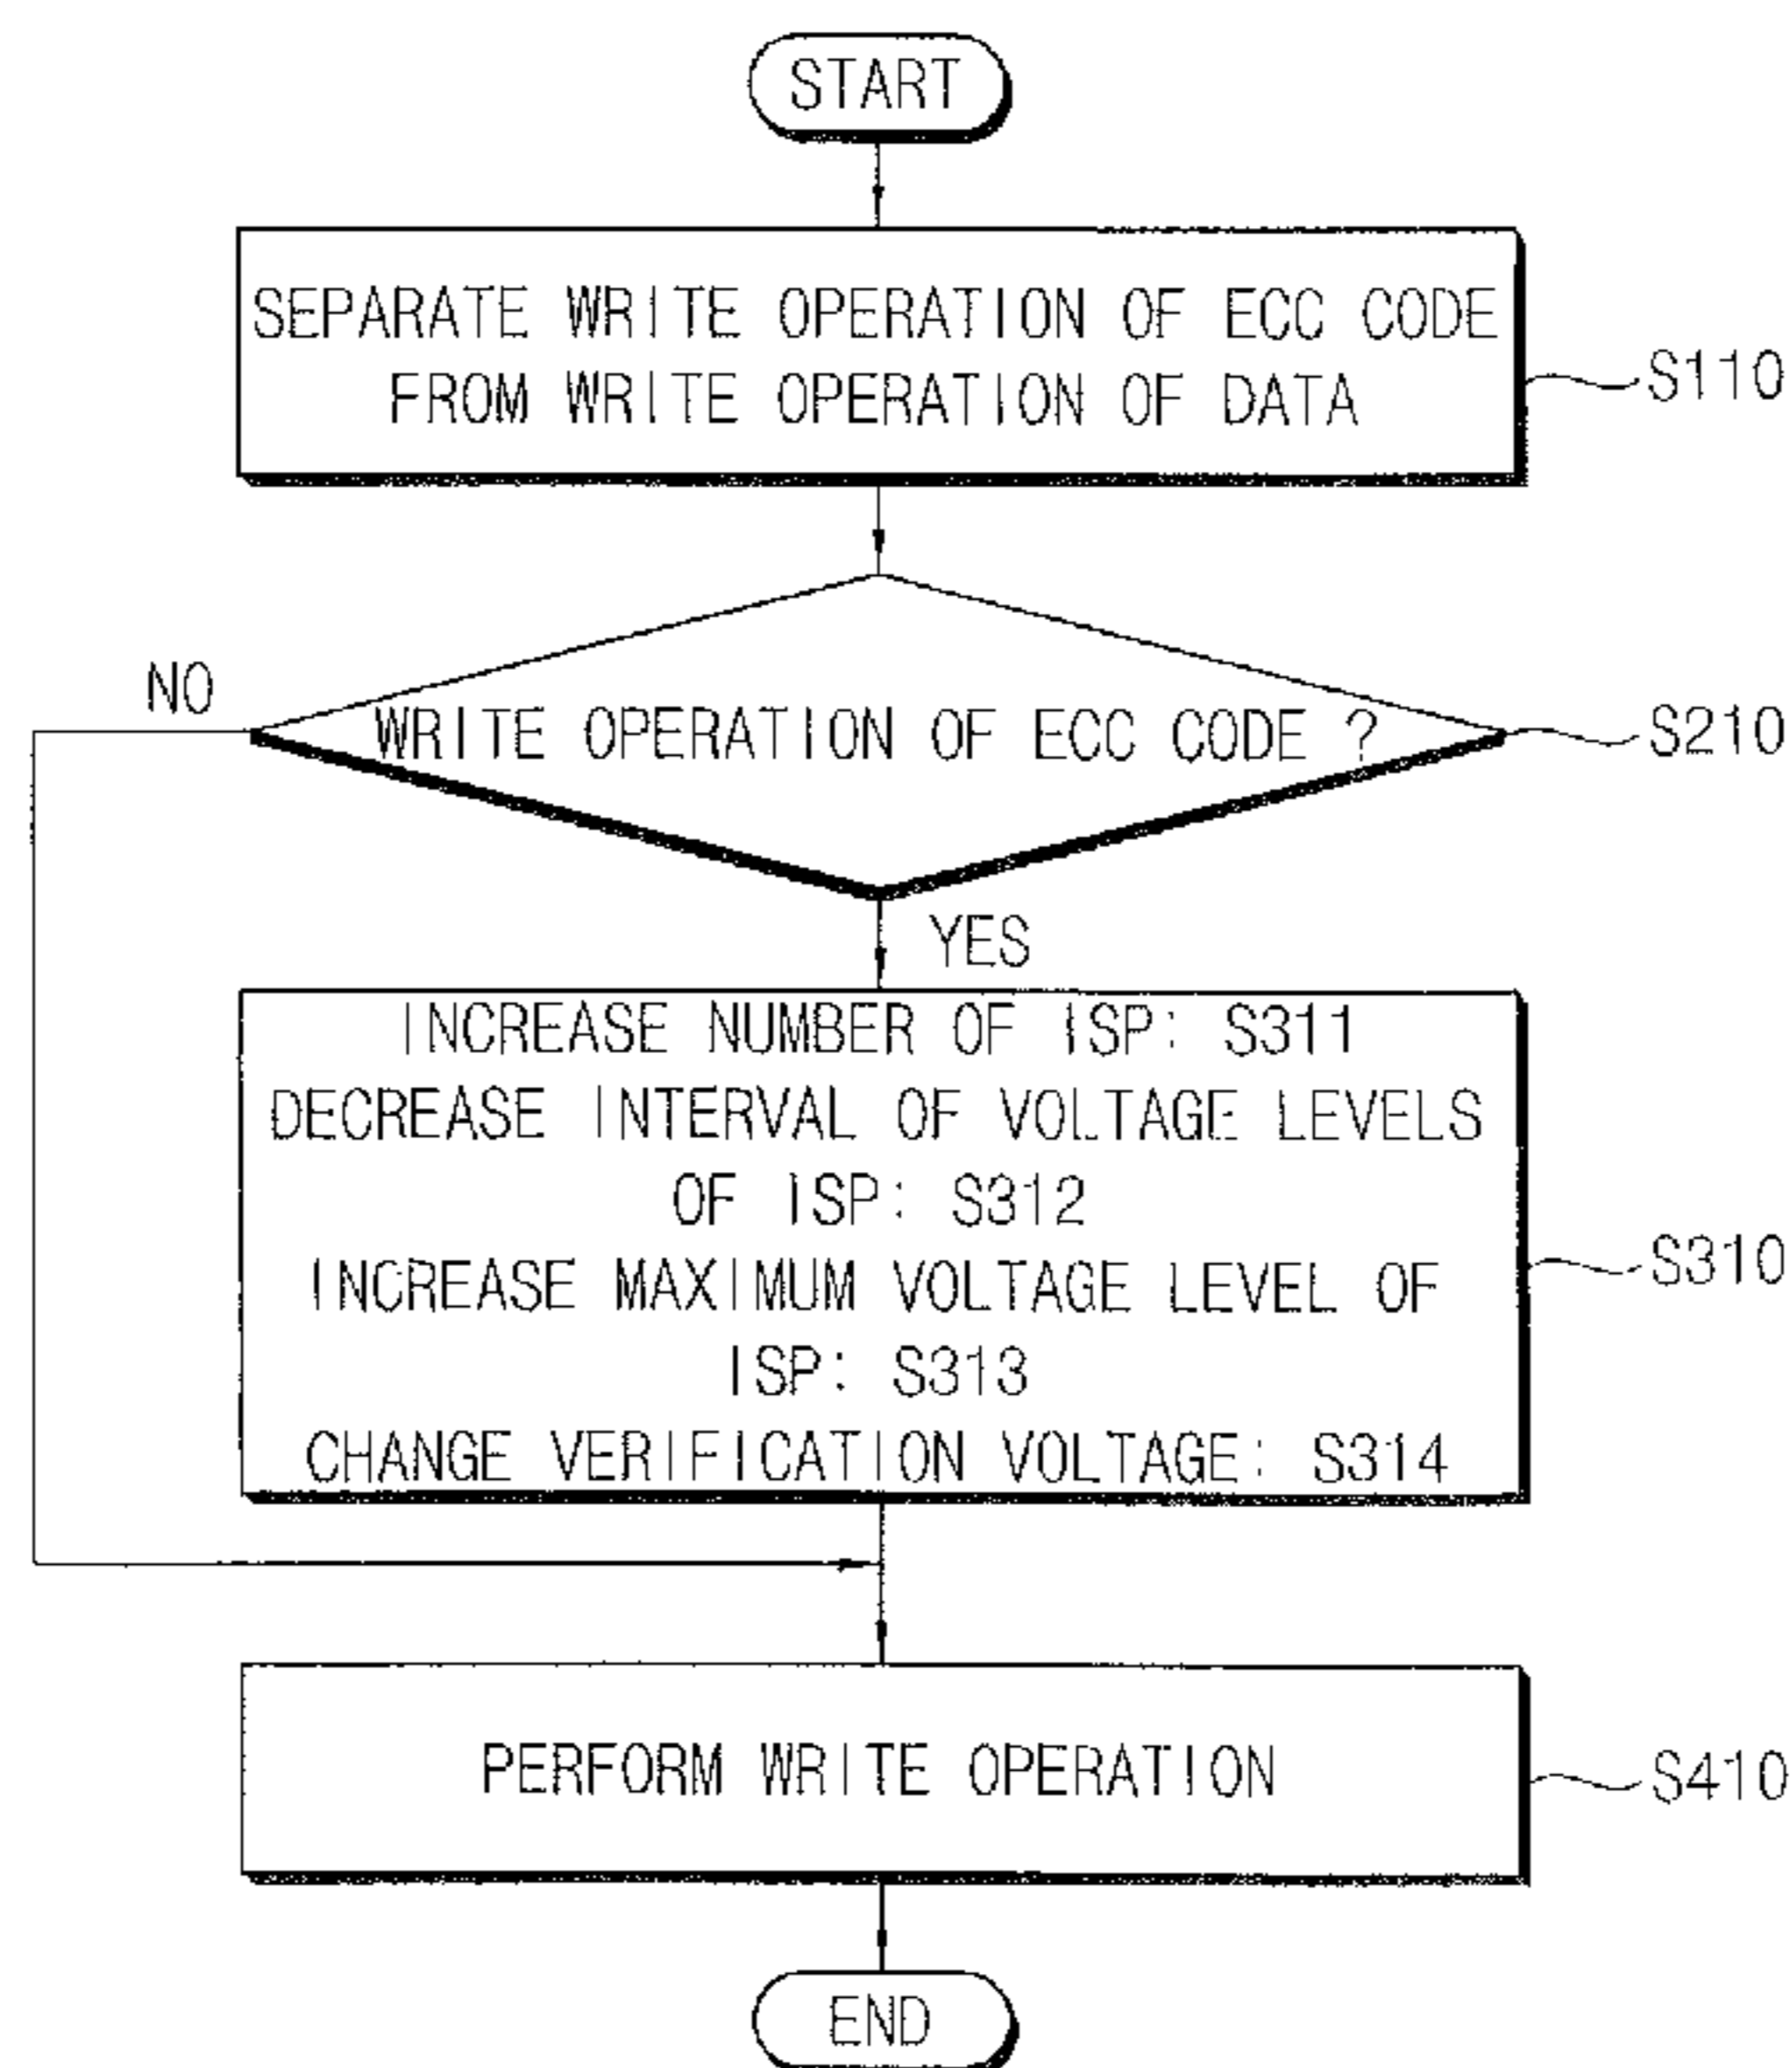 START
SEPARATE WRITE OPERATION OF ECC CODE
FROM WRITE OPERATION OF DATA
S110
NO
WRITE OPERATION OF ECC CODE ?
S210
YES
INCREASE NUMBER OF ISP: S311
DECREASE INTERVAL OF VOLTAGE LEVELS
OF ISP: S312
INCREASE MAXIMUM VOLTAGE LEVEL OF
ISP: S313
CHANGE VERIFICATION VOLTAGE: S314
S310
PERFORM WRITE OPERATION
S410
END